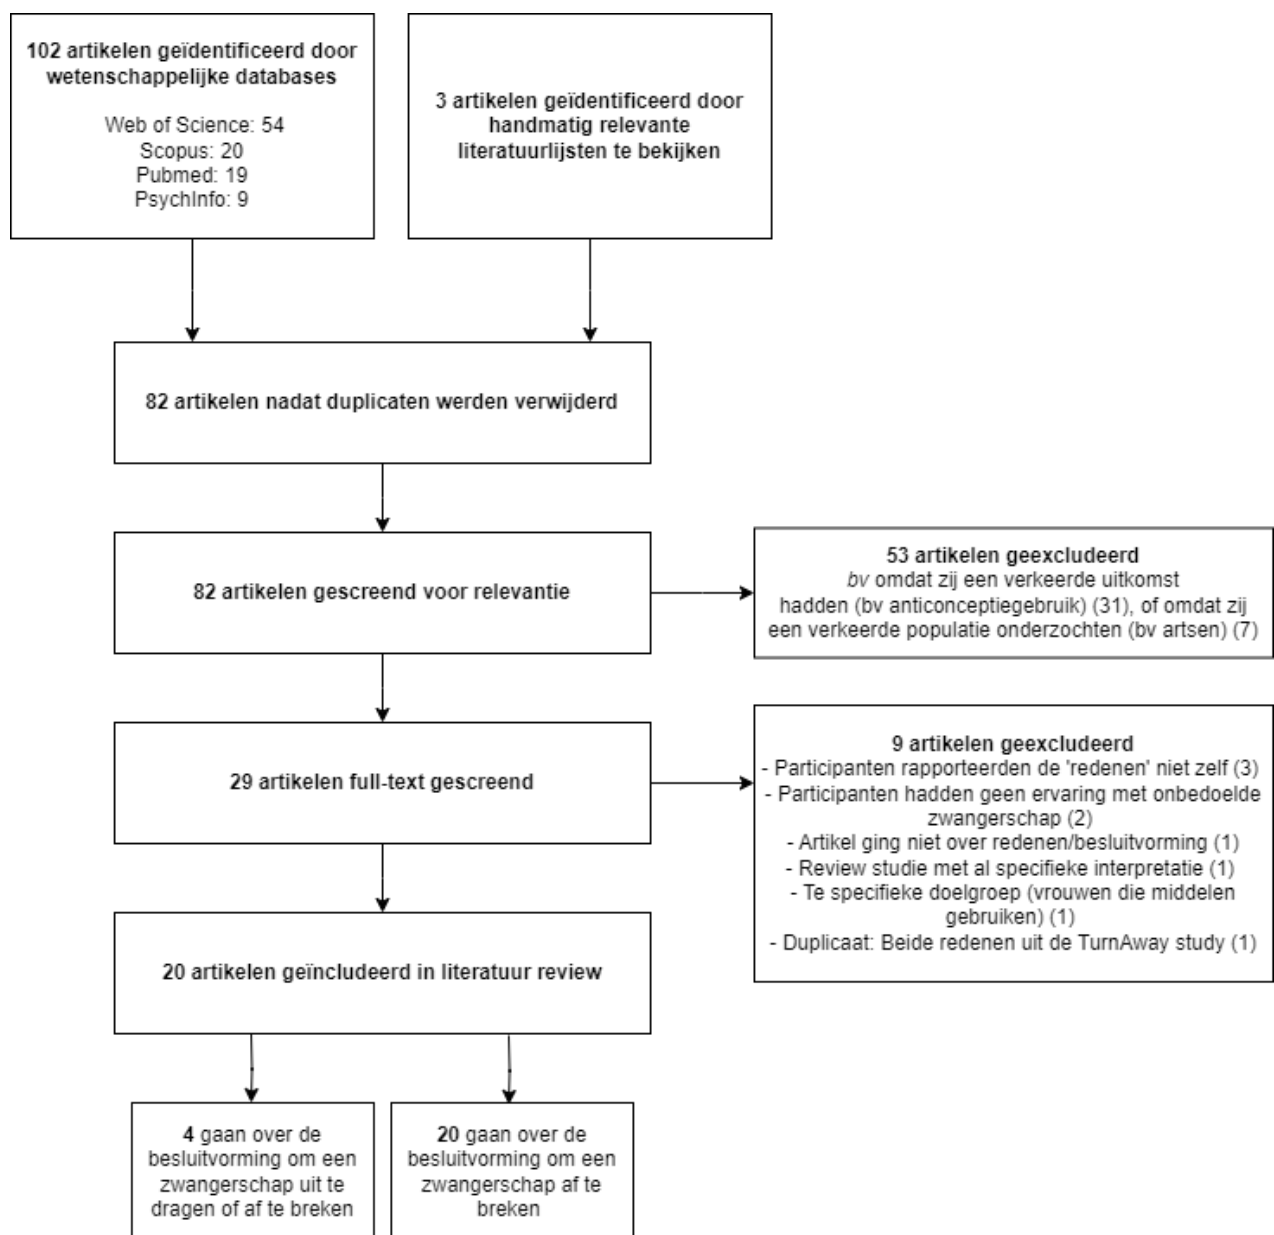 102 artikelen geïdentificeerd door
wetenschappelijke databases
Web of Science: 54
Scopus: 20
Pubmed: 19
PsychInfo: 9
3 artikelen geïdentificeerd door
handmatig relevante
literatuurlijsten te bekijken
82 artikelen nadat duplicaten werden verwijderd
82 artikelen gescreend voor relevantie
53 artikelen geexcludeerd
bv omdat zij een verkeerde uitkomst
hadden (bv anticonceptiegebruik) (31), of omdat zij
een verkeerde populatie onderzochten (bv artsen) (7)
29 artikelen full-text gescreend
9 artikelen geexcludeerd
- Participanten rapporteerden de 'redenen' niet zelf (3)
- Participanten hadden geen ervaring met onbedoelde
zwangerschap (2)
- Artikel ging niet over redenen/besluitvorming (1)
- Review studie met al specifieke interpretatie (1)
- Te specifieke doelgroep (vrouwen die middelen
gebruiken) (1)
- Duplicaat: Beide redenen uit de TurnAway study (1)
20 artikelen geïncludeerd in literatuur review
4 gaan over de
besluitvorming om een
zwangerschap uit te
dragen of af te breken
20 gaan over de
besluitvorming om een
zwangerschap af te
breken